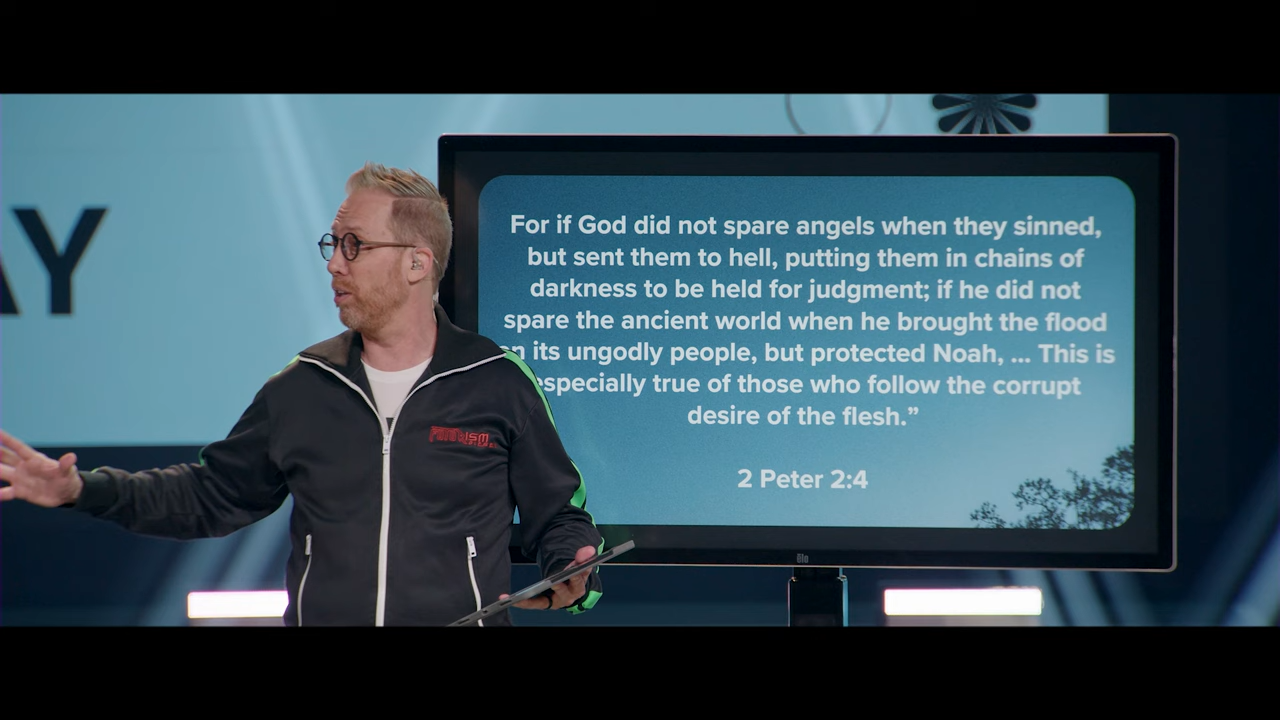 AY
For if God did not spare angels when they sinned,
but sent them to hell, putting them in chains of
darkness to be held for judgment; if he did not
spare the ancient world when he brought the flood
its ungodly people, but protected Noah, ... This is
especially true of those who follow the corrupt
desire of the flesh.”
2 Peter 2:4
elo